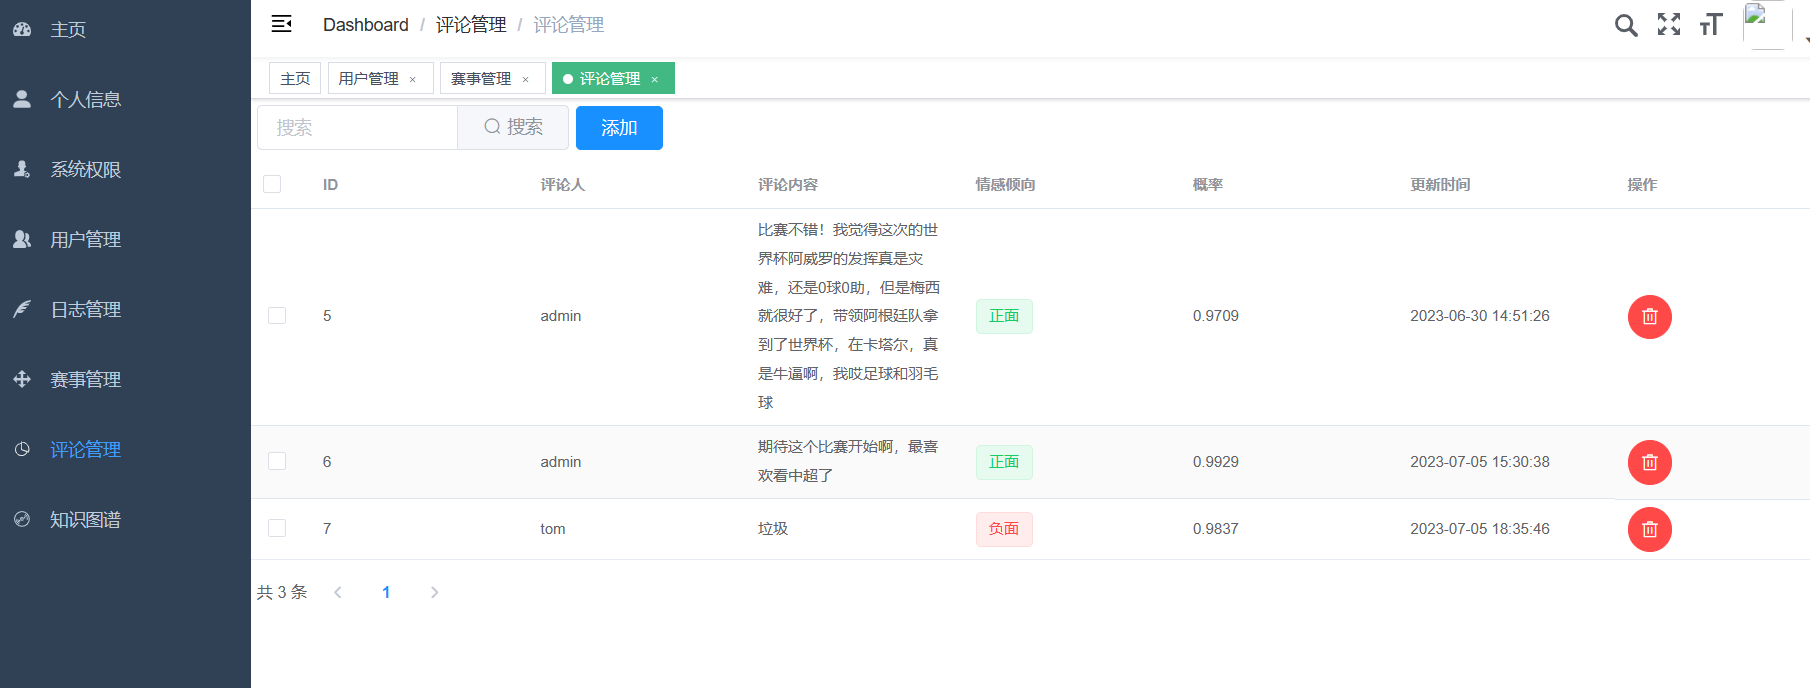 主页
个人信息
系统权限
用户管理
日志管理
赛事管理
评论管理
知识图谱
Dashboard / 评论管理 / 评论管理
主页 用户管理 × 赛事管理 × 评论管理 ×
搜索 搜索 添加
ID 评论人 评论内容 情感倾向 概率 更新时间 操作
5 admin 比赛不错！我觉得这次的世
界杯阿威罗的发挥真是灾
难，还是0球0助，但是梅西
就很好了，带领阿根廷队拿
到了世界杯，在卡塔尔，真
是牛逼啊，我哎足球和羽毛
球 正面 0.9709 2023-06-30 14:51:26
6 admin 期待这个比赛开始啊，最喜
欢看中超了 正面 0.9929 2023-07-05 15:30:38
7 tom 垃圾 负面 0.9837 2023-07-05 18:35:46
共 3 条 1